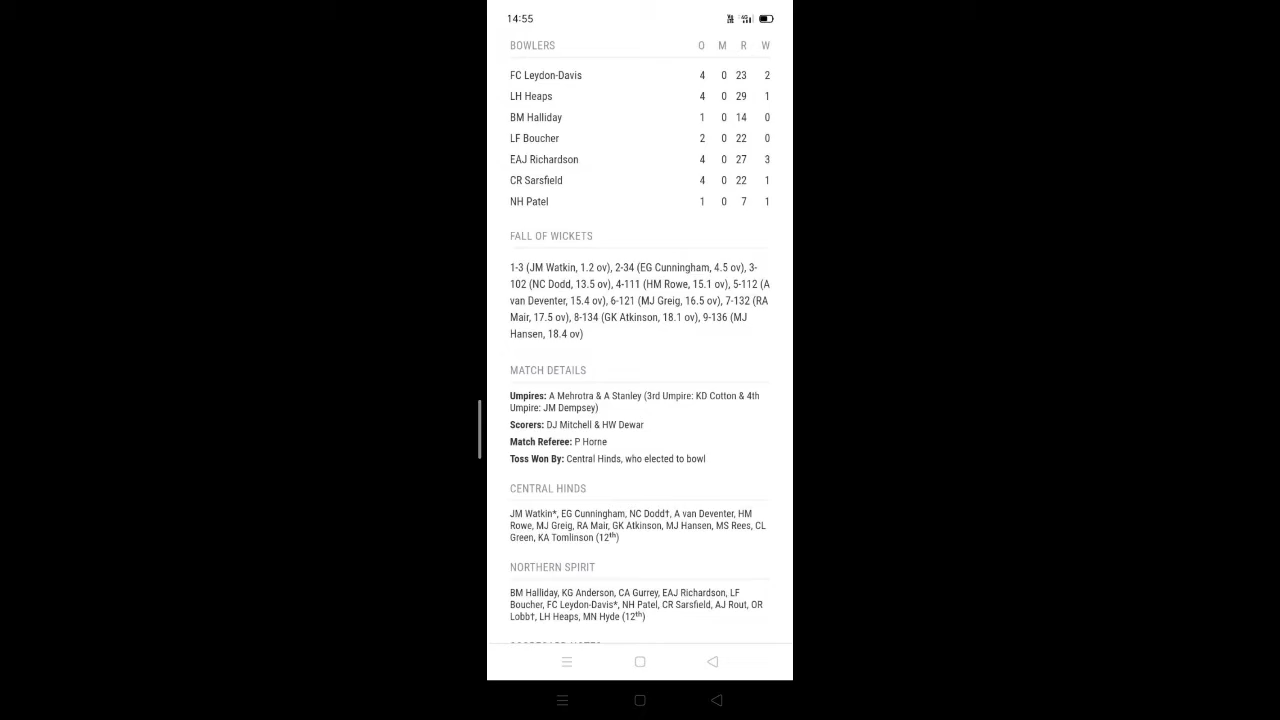 14:55
BOWLERS O M R W
FC Leydon-Davis 4 0 23 2
LH Heaps 4 0 29 1
BM Halliday 1 0 14 0
LF Boucher 2 0 22 0
EAJ Richardson 4 0 27 3
CR Sarsfield 4 0 22 1
NH Patel 1 0 7 1
FALL OF WICKETS
1-3 (JM Watkin, 1.2 ov), 2-34 (EG Cunningham, 4.5 ov), 3-
102 (NC Dodd, 13.5 ov), 4-111 (HM Rowe, 15.1 ov), 5-112 (A
van Deventer, 15.4 ov), 6-121 (MJ Greig, 16.5 ov), 7-132 (RA
Mair, 17.5 ov), 8-134 (GK Atkinson, 18.1 ov), 9-136 (MJ
Hansen, 18.4 ov)
MATCH DETAILS
Umpires: A Mehrotra & A Stanley (3rd Umpire: KD Cotton & 4th
Umpire: JM Dempsey)
Scorers: DJ Mitchell & HW Dewar
Match Referee: P Horne
Toss Won By: Central Hinds, who elected to bowl
CENTRAL HINDS
JM Watkin*, EG Cunningham, NC Dodd†, A van Deventer, HM
Rowe, MJ Greig, RA Mair, GK Atkinson, MJ Hansen, MS Rees, CL
Green, KA Tomlinson (12th)
NORTHERN SPIRIT
BM Halliday, KG Anderson, CA Gurrey, EAJ Richardson, LF
Boucher, FC Leydon-Davis*, NH Patel, CR Sarsfield, AJ Rout, OR
Lobb†, LH Heaps, MN Hyde (12th)